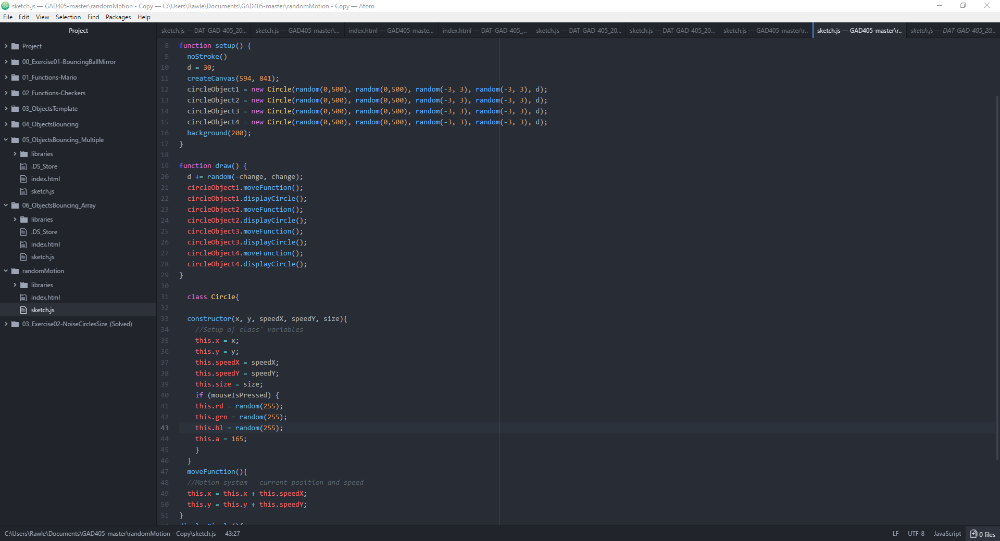 sketch.js — GAD405-master\randomMotion - Copy — C:\Users\Rawle\Documents\GAD405-master\randomMotion - Copy — Atom
File Edit View Selection Find Packages Help
Project
sketch.js — DAT-GAD-405_20...
sketch.js — GAD405-master\...
index.html — GAD405-maste...
index.html — DAT-GAD-405_...
sketch.js — DAT-GAD-405_20...
sketch.js — DAT-GAD-405_20...
sketch.js — GAD405-master\r...
sketch.js — GAD405-master\r..
sketch.js — DAT-GAD-405_20...
Project
00_Exercise01-BouncingBallMirror
01_Functions-Mario
02_Functions-Checkers
03_ObjectsTemplate
04_ObjectsBouncing
05_ObjectsBouncing_Multiple
libraries
.DS_Store
index.html
sketch.js
06_ObjectsBouncing_Array
libraries
.DS_Store
index.html
sketch.js
randomMotion
libraries
index.html
sketch.js
03_Exercise02-NoiseCirclesSize_(Solved)
8 function setup() {
9 noStroke()
10 d = 30;
11 createCanvas(594, 841);
12 circleObject1 = new Circle(random(0,500), random(0,500), random(-3, 3), random(-3, 3), d);
13 circleObject2 = new Circle(random(0,500), random(0,500), random(-3, 3), random(-3, 3), d);
14 circleObject3 = new Circle(random(0,500), random(0,500), random(-3, 3), random(-3, 3), d);
15 circleObject4 = new Circle(random(0,500), random(0,500), random(-3, 3), random(-3, 3), d);
16 background(200);
17 }
18
19 function draw() {
20 d += random(-change, change);
21 circleObject1.moveFunction();
22 circleObject1.displayCircle();
23 circleObject2.moveFunction();
24 circleObject2.displayCircle();
25 circleObject3.moveFunction();
26 circleObject3.displayCircle();
27 circleObject4.moveFunction();
28 circleObject4.displayCircle();
29 }
30
31 class Circle{
32
33 constructor(x, y, speedX, speedY, size){
34 //Setup of class' variables
35 this.x = x;
36 this.y = y;
37 this.speedX = speedX;
38 this.speedY = speedY;
39 this.size = size;
40 if (mouseIsPressed) {
41 this.rd = random(255);
42 this.grn = random(255);
43 this.bl = random(255);
44 this.a = 165;
45 }
46 }
47 moveFunction(){
48 //Motion system - current position and speed
49 this.x = this.x + this.speedX;
50 this.y = this.y + this.speedY;
51 }
C:\Users\Rawle\Documents\GAD405-master\randomMotion - Copy\sketch.js 43:27
LF UTF-8 JavaScript 0 files